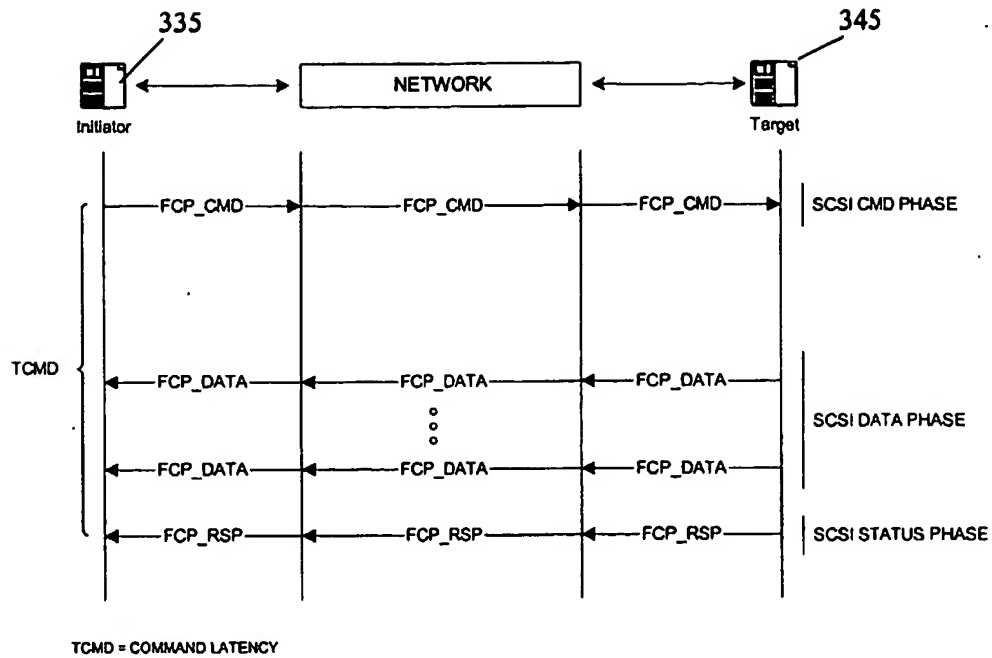 335
345
NETWORK
Initiator
Target
FCP_CMD FCP_CMD FCP_CMD SCSI CMD PHASE
TCMD
FCP_DATA FCP_DATA FCP_DATA
SCSI DATA PHASE
FCP_DATA FCP_DATA FCP_DATA
FCP_RSP FCP_RSP FCP_RSP SCSI STATUS PHASE
TCMD = COMMAND LATENCY